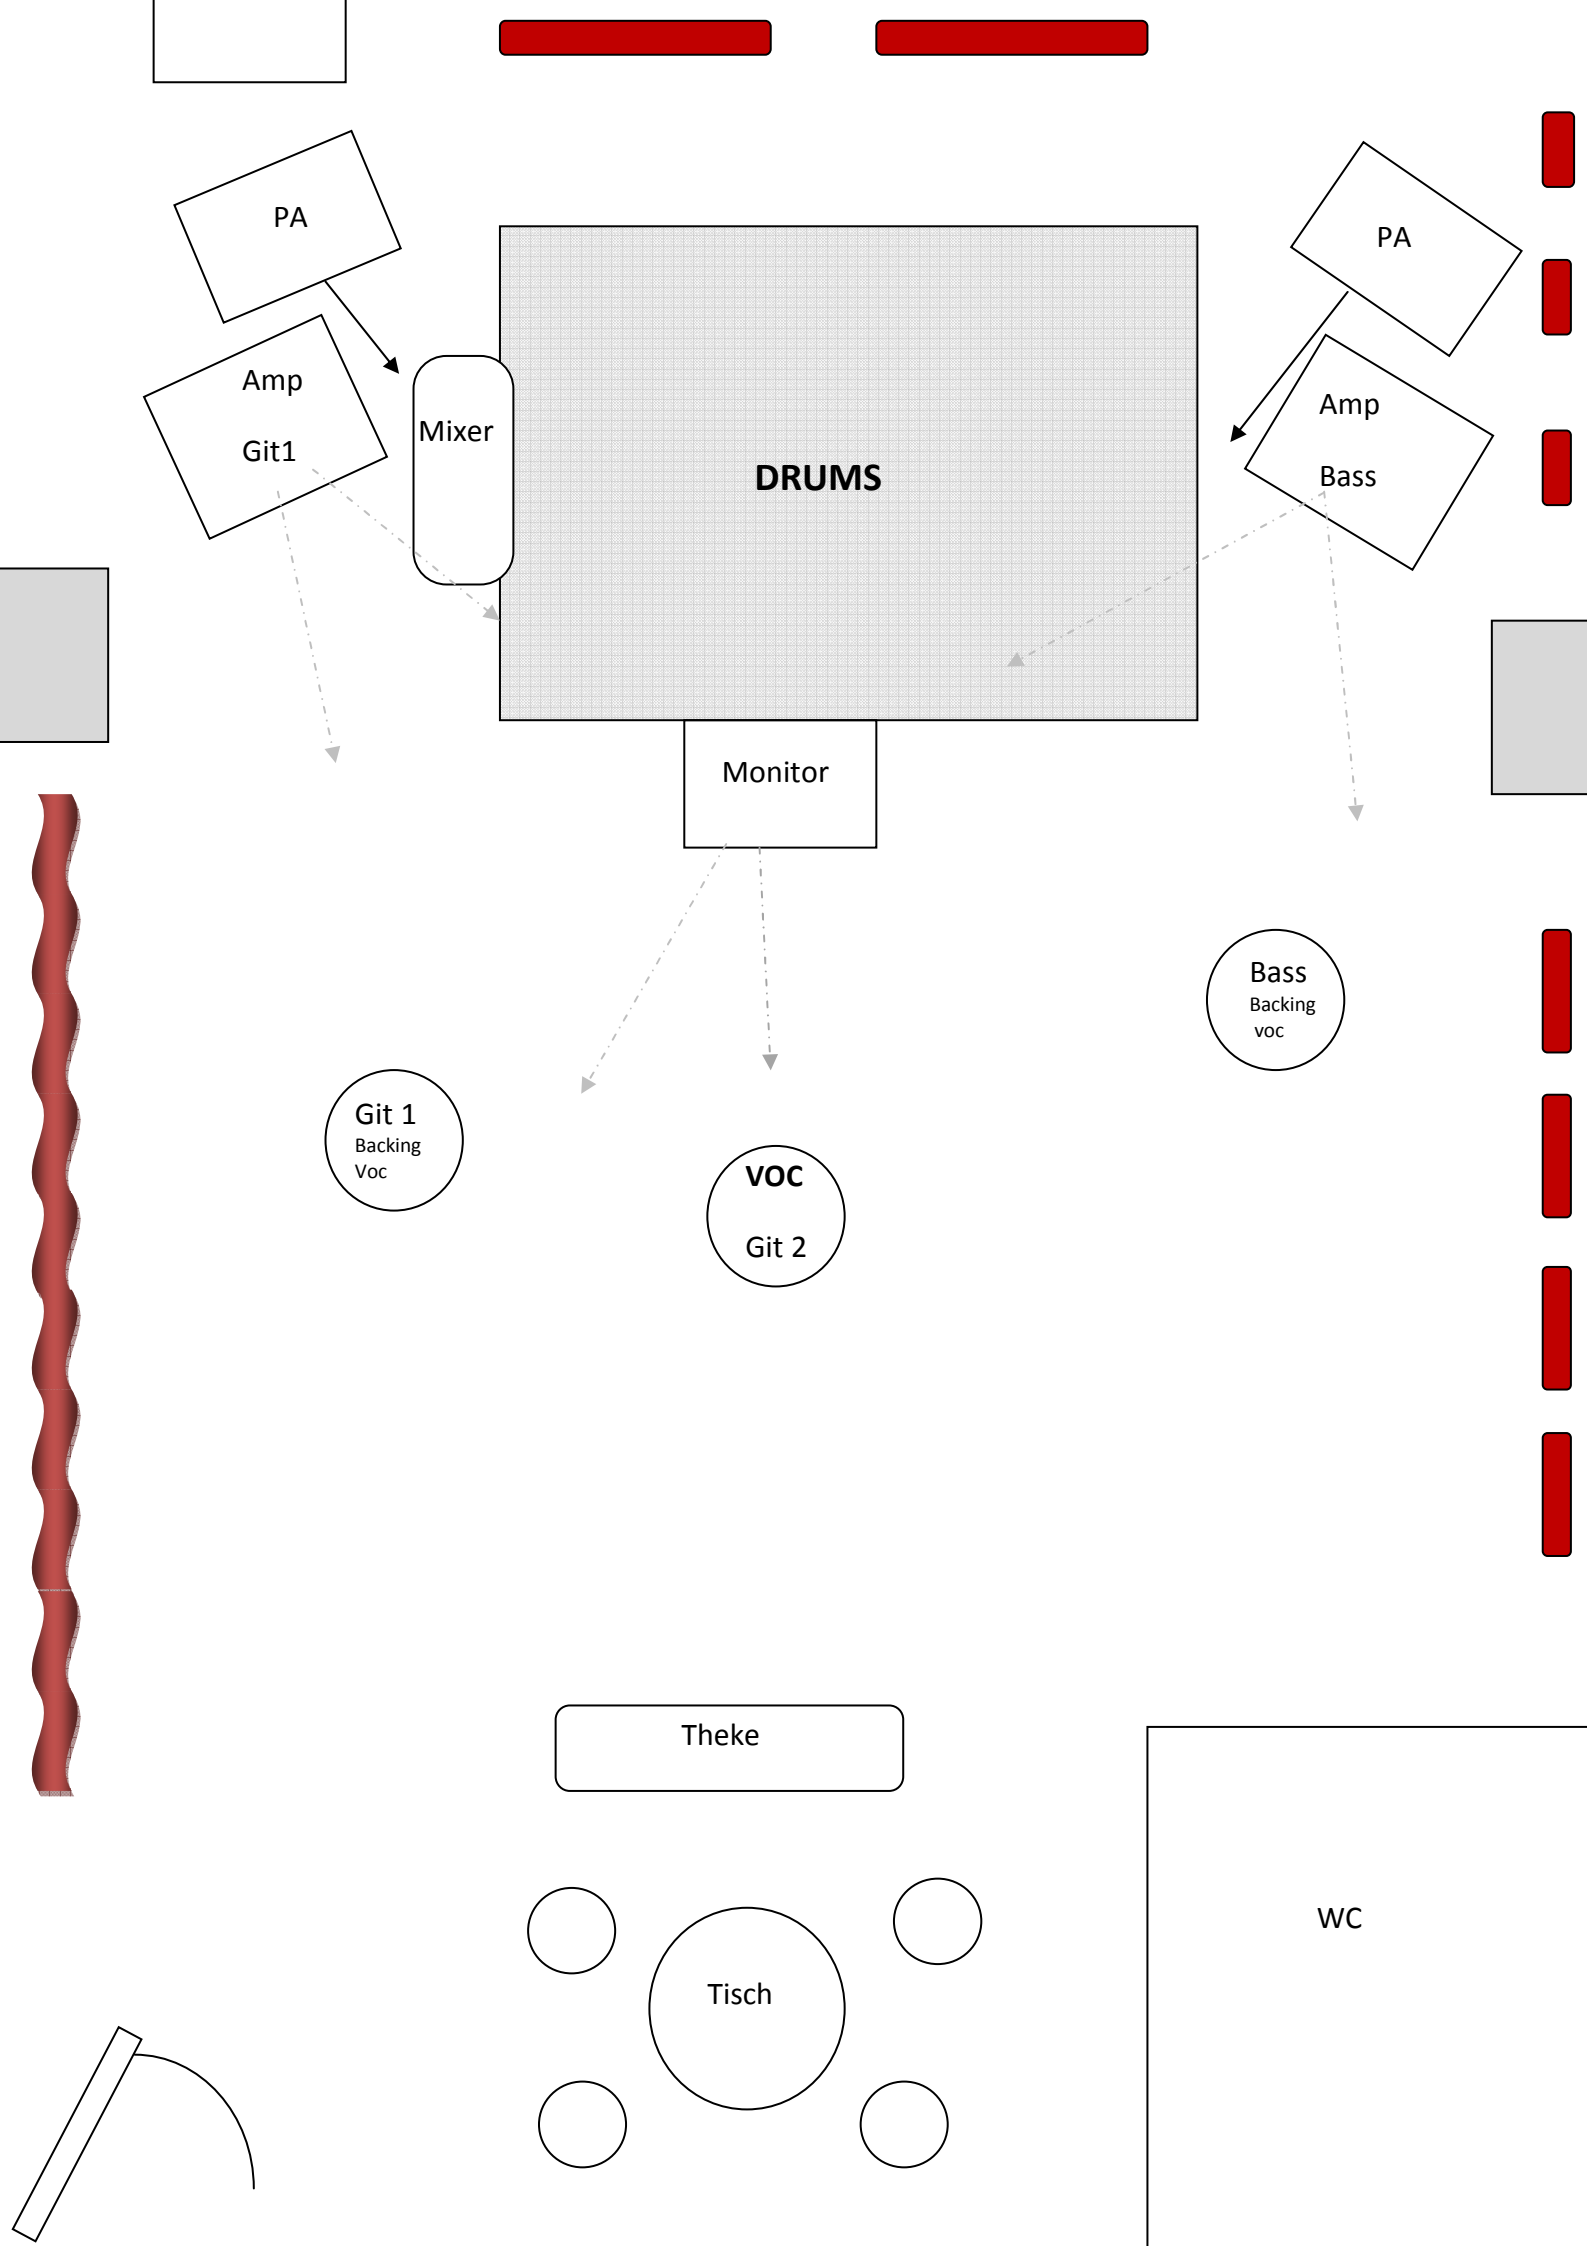 PA
PA
Amp
Git1
Mixer
DRUMS
Amp
Bass
Monitor
Bass
Backing
voc
Git 1
Backing
Voc
VOC
Git 2
Theke
WC
Tisch